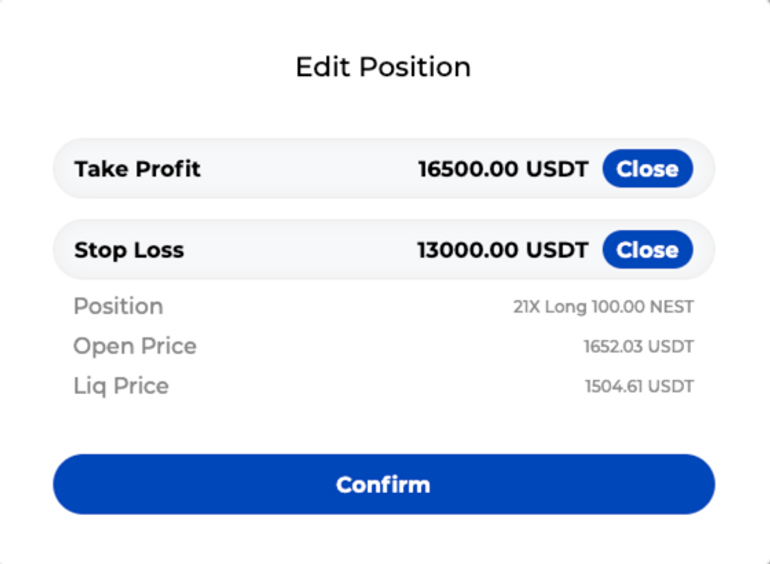 Edit Position
Take Profit 16500.00 USDT Close
Stop Loss 13000.00 USDT Close
Position 21X Long 100.00 NEST
Open Price 1652.03 USDT
Liq Price 1504.61 USDT
Confirm